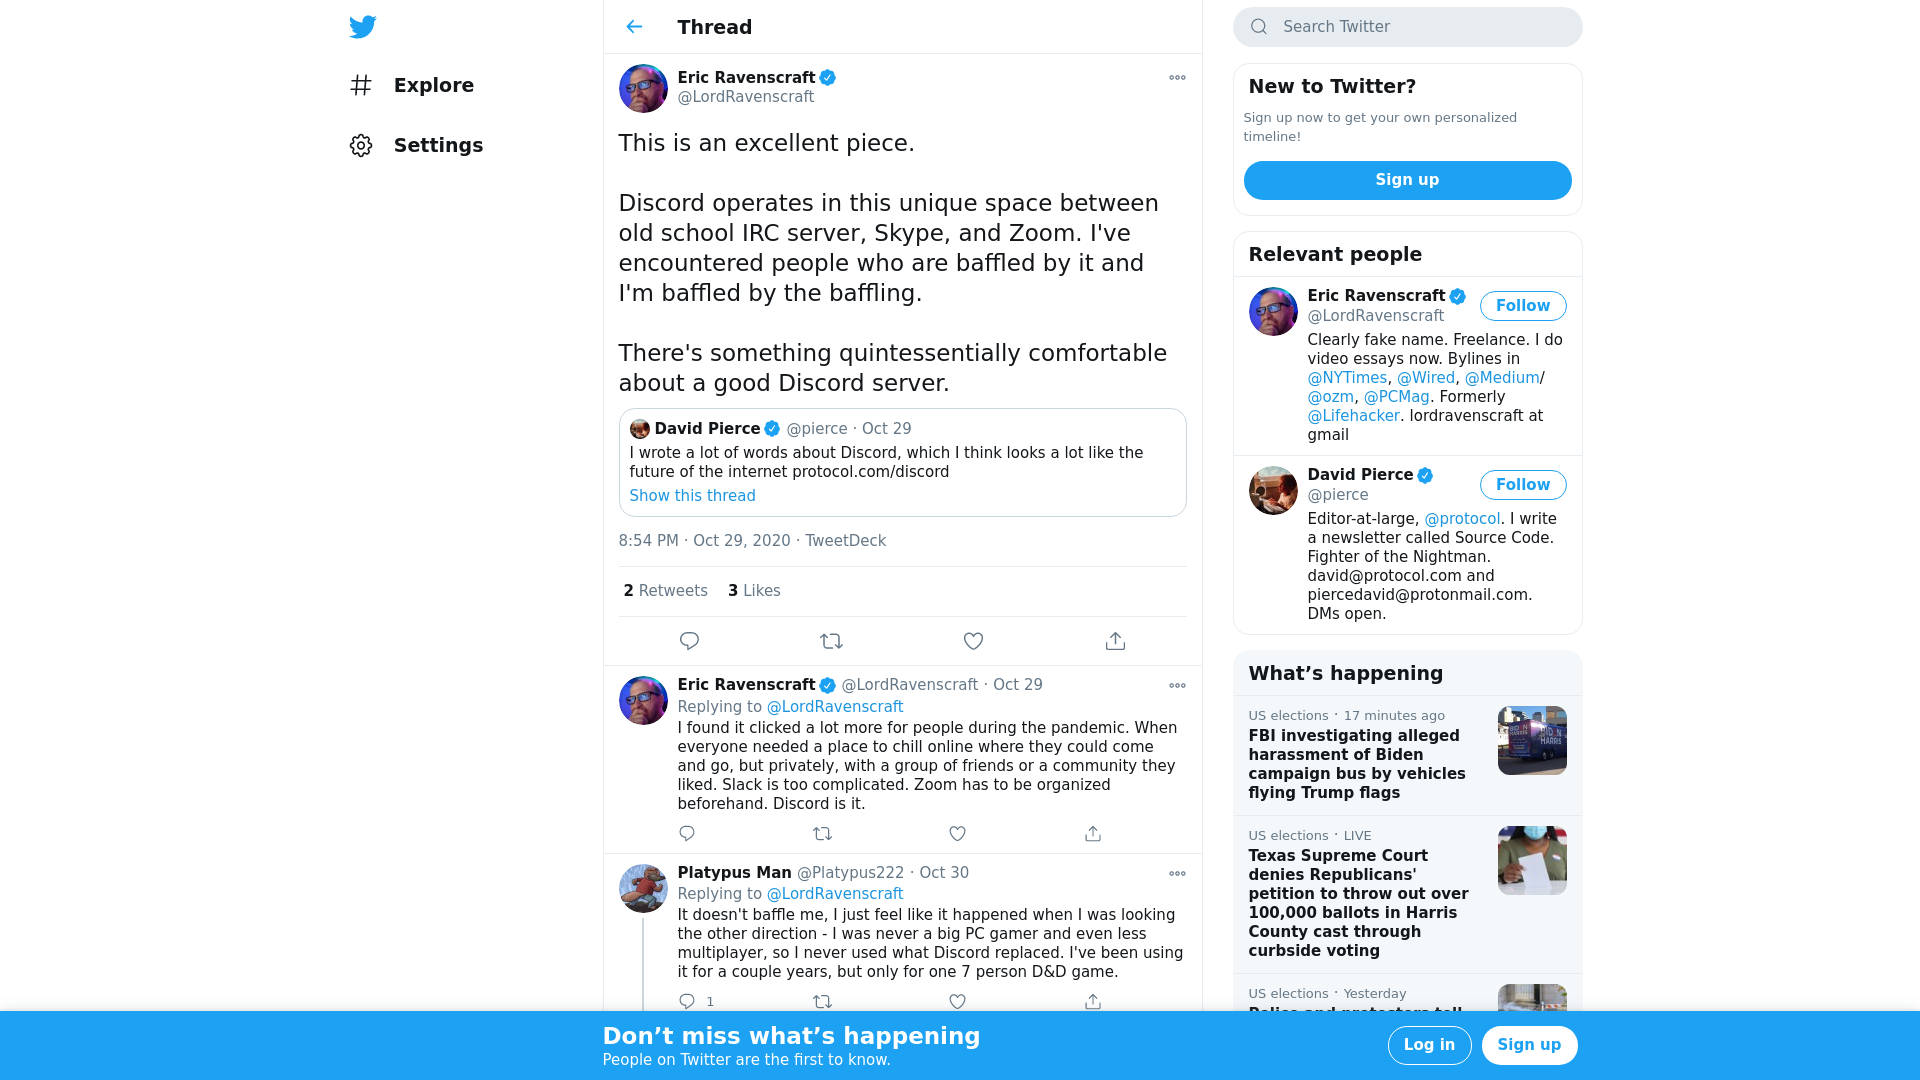 Explore
Settings
Thread
Eric Ravenscraft
@LordRavenscraft
This is an excellent piece.
Discord operates in this unique space between
old school IRC server, Skype, and Zoom. I've
encountered people who are baffled by it and
I'm baffled by the baffling.
There's something quintessentially comfortable
about a good Discord server.
David Pierce @pierce · Oct 29
I wrote a lot of words about Discord, which I think looks a lot like the
future of the internet protocol.com/discord
Show this thread
8:54 PM · Oct 29, 2020 · TweetDeck
2 Retweets 3 Likes
Eric Ravenscraft @LordRavenscraft · Oct 29
Replying to @LordRavenscraft
I found it clicked a lot more for people during the pandemic. When
everyone needed a place to chill online where they could come
and go, but privately, with a group of friends or a community they
liked. Slack is too complicated. Zoom has to be organized
beforehand. Discord is it.
Platypus Man @Platypus222 · Oct 30
Replying to @LordRavenscraft
It doesn't baffle me, I just feel like it happened when I was looking
the other direction - I was never a big PC gamer and even less
multiplayer, so I never used what Discord replaced. I've been using
it for a couple years, but only for one 7 person D&D game.
1
Search Twitter
New to Twitter?
Sign up now to get your own personalized
timeline!
Sign up
Relevant people
Eric Ravenscraft
@LordRavenscraft
Follow
Clearly fake name. Freelance. I do
video essays now. Bylines in
@NYTimes, @Wired, @Medium/
@ozm, @PCMag. Formerly
@Lifehacker. lordravenscraft at
gmail
David Pierce
@pierce
Follow
Editor-at-large, @protocol. I write
a newsletter called Source Code.
Fighter of the Nightman.
david@protocol.com and
piercedavid@protonmail.com.
DMs open.
What's happening
US elections · 17 minutes ago
FBI investigating alleged
harassment of Biden
campaign bus by vehicles
flying Trump flags
US elections · LIVE
Texas Supreme Court
denies Republicans'
petition to throw out over
100,000 ballots in Harris
County cast through
curbside voting
US elections · Yesterday
Police and protesters tell
Don't miss what's happening
People on Twitter are the first to know.
Log in
Sign up